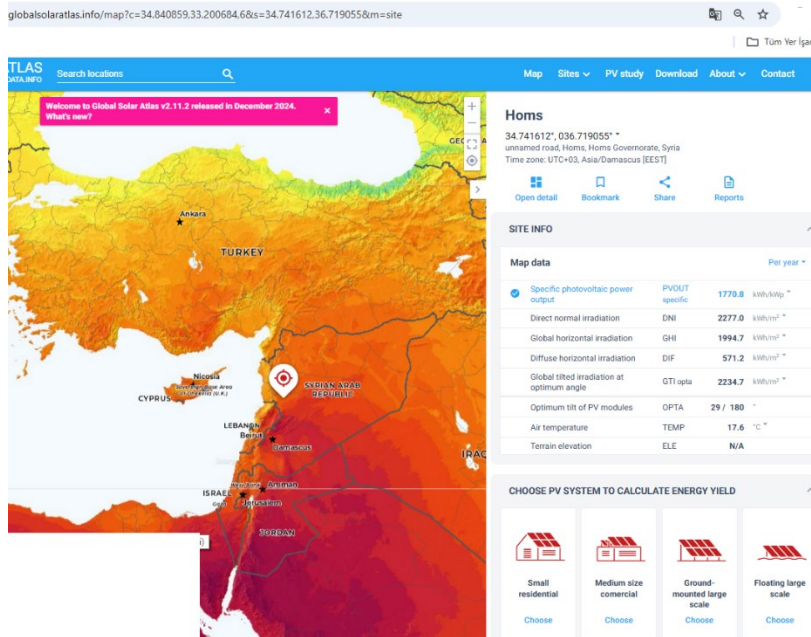 globalsolaratlas.info/map?c=34.840859,33.200684,6&s=34.741612,36.719055&m=site
Tüm Yer İşar
TLAS
DATA.INFO
Search locations
Map Sites PV study Download About Contact
Welcome to Global Solar Atlas v2.11.2 released in December 2024.
What's new?
×
Ankara
TURKEY
Nicosia
CYPRUS
SYRIAN ARAB
REPUBLIC
LEBANON
Beirut
Damascus
IRAQ
West Bank
Amman
ISRAEL
Jerusalem
JORDAN
Homs
34.741612°, 036.719055°
unnamed road, Homs, Homs Governorate, Syria
Time zone: UTC+03, Asia/Damascus [EEST]
Open detail Bookmark Share Reports
SITE INFO
Map data Per year
Specific photovoltaic power output PVOUT specific 1770.8 kWh/kWp
Direct normal irradiation DNI 2277.0 kWh/m²
Global horizontal irradiation GHI 1994.7 kWh/m²
Diffuse horizontal irradiation DIF 571.2 kWh/m²
Global tilted irradiation at optimum angle GTI opta 2234.7 kWh/m²
Optimum tilt of PV modules OPTA 29 / 180 °
Air temperature TEMP 17.6 °C
Terrain elevation ELE N/A
CHOOSE PV SYSTEM TO CALCULATE ENERGY YIELD
Small residential
Choose
Medium size comercial
Choose
Ground-mounted large scale
Choose
Floating large scale
Choose